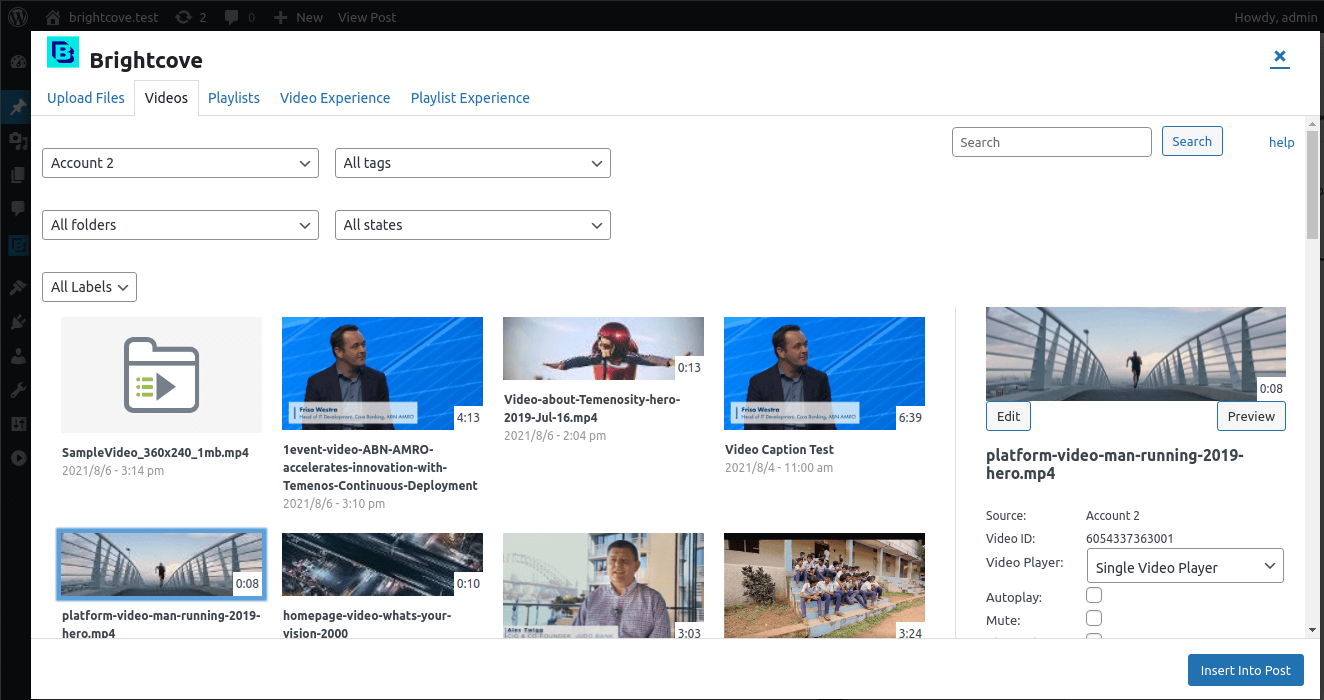 brightcove.test 2 0 New View Post Howdy, admin
Brightcove
Upload Files Videos Playlists Video Experience Playlist Experience
Search Search help
Account 2 All tags
All folders All states
All Labels
4:13
0:13
6:39
Friso Westra
Head of IT Development, Core Banking, ABN AMRO
Friso Westra
Head of IT Development, Core Banking, ABN AMRO
SampleVideo_360x240_1mb.mp4
2021/8/6 - 3:14 pm
1event-video-ABN-AMRO-
accelerates-innovation-with-
Temenos-Continuous-Deployment
2021/8/6 - 3:10 pm
Video-about-Temenosity-hero-
2019-Jul-16.mp4
2021/8/6 - 2:04 pm
Video Caption Test
2021/8/4 - 11:00 am
0:08
platform-video-man-running-2019-
hero.mp4
0:10
homepage-video-whats-your-
vision-2000
Alex Twigg
CIO & CO-FOUNDER, JUDO BANK
3:03
3:24
0:08
Edit Preview
platform-video-man-running-2019-
hero.mp4
Source: Account 2
Video ID: 6054337363001
Video Player: Single Video Player
Autoplay:
Mute:
Insert Into Post